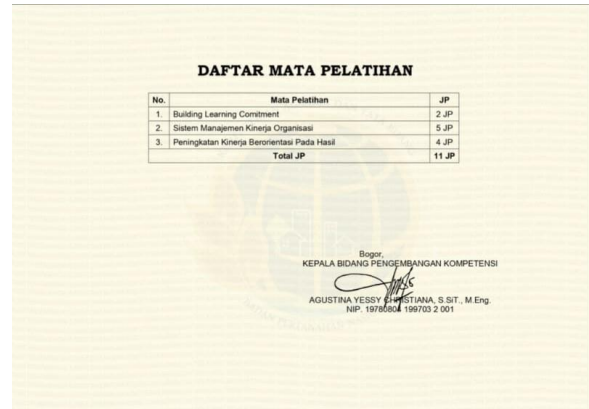 DAFTAR MATA PELATIHAN
No. Mata Pelatihan JP
1. Building Learning Comitment 2 JP
2. Sistem Manajemen Kinerja Organisasi 5 JP
3. Peningkatan Kinerja Berorientasi Pada Hasil 4 JP
Total JP 11 JP
Bogor,
KEPALA BIDANG PENGEMBANGAN KOMPETENSI
AGUSTINA YESSY CHRISTIANA, S.SiT., M.Eng.
NIP. 19780804 199703 2 001